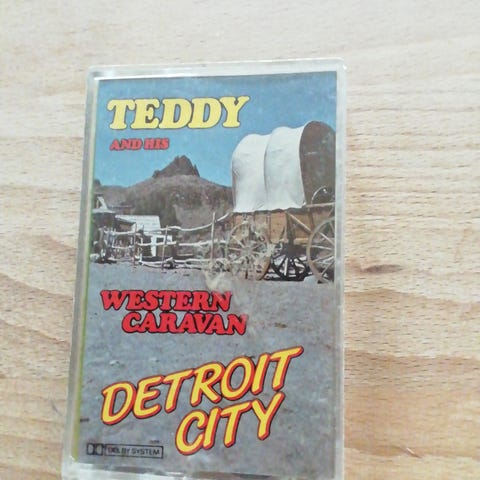 TEDDY
AND HIS
WESTERN
CARAVAN
DETROIT
CITY
DOLBY SYSTEM